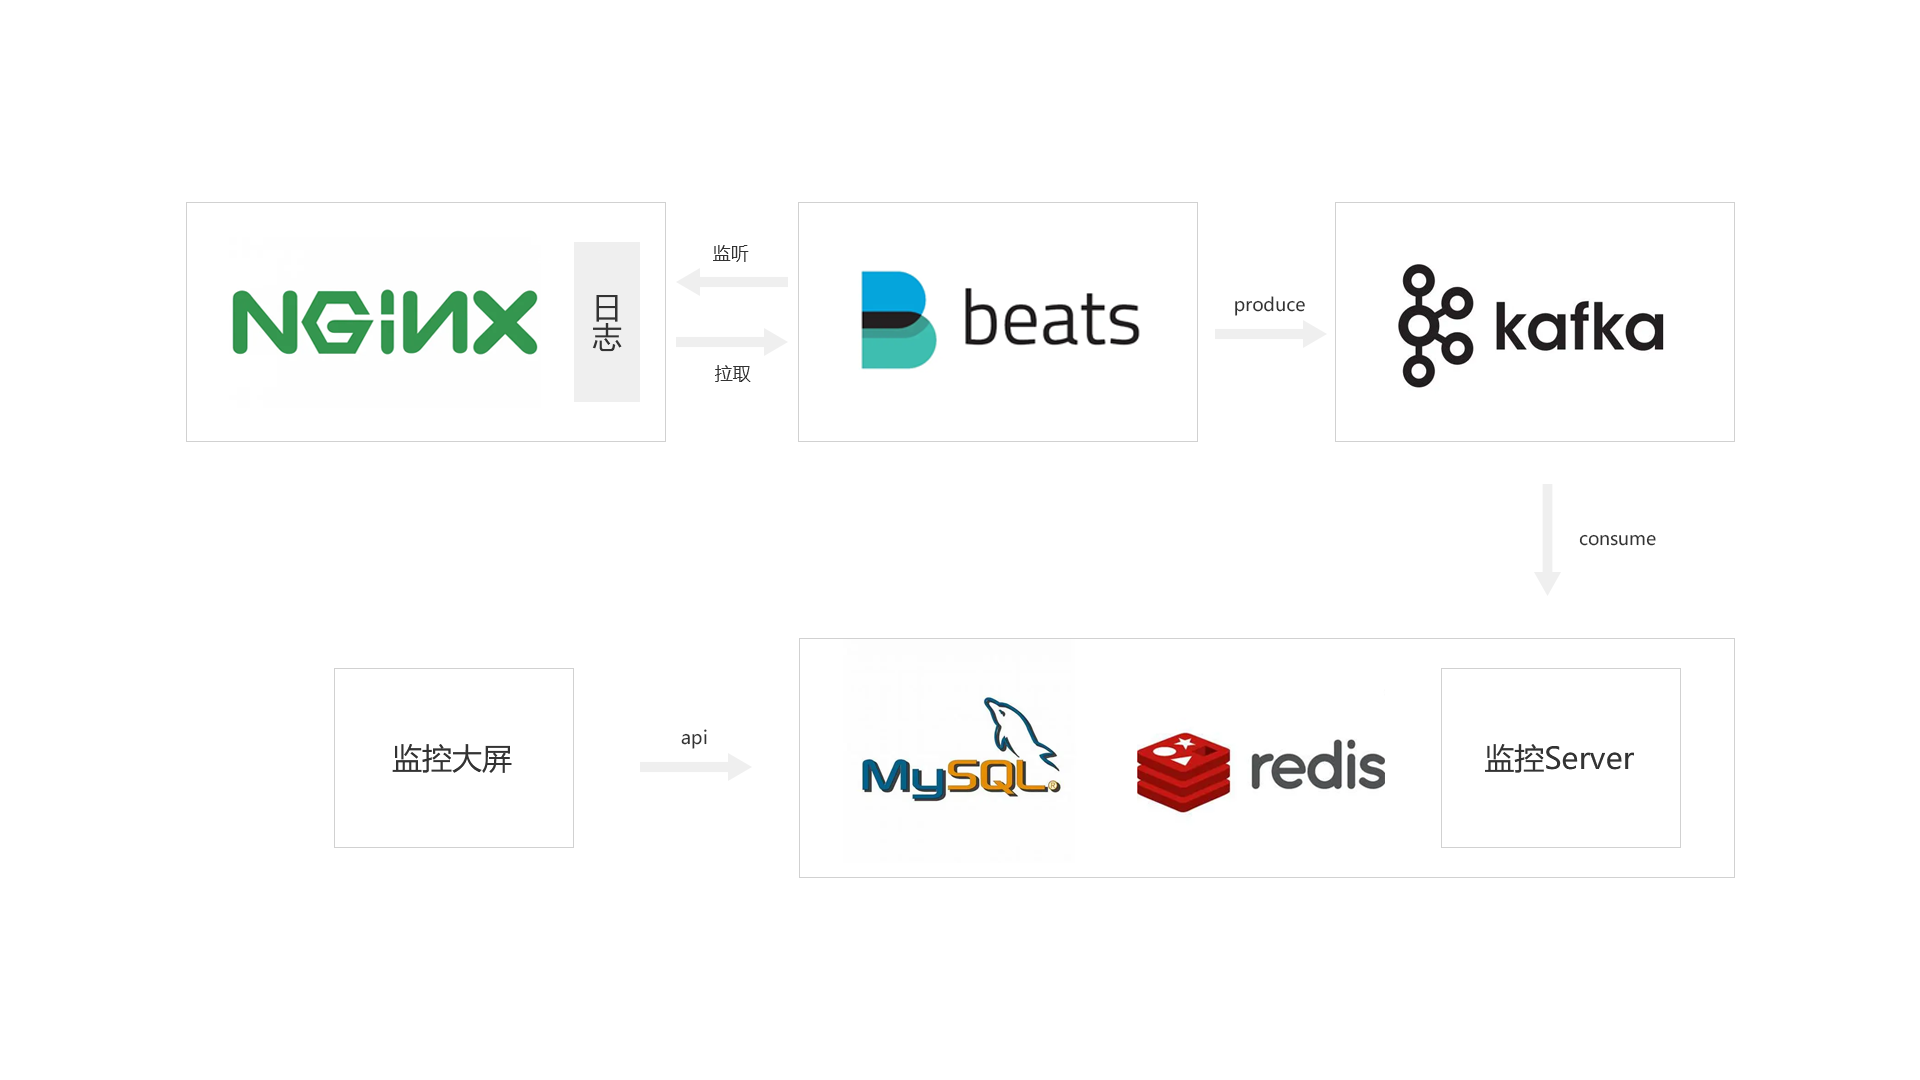 NGiNX
日志
监听
拉取
beats
produce
kafka
consume
监控大屏
api
MySQL®
redis
监控Server